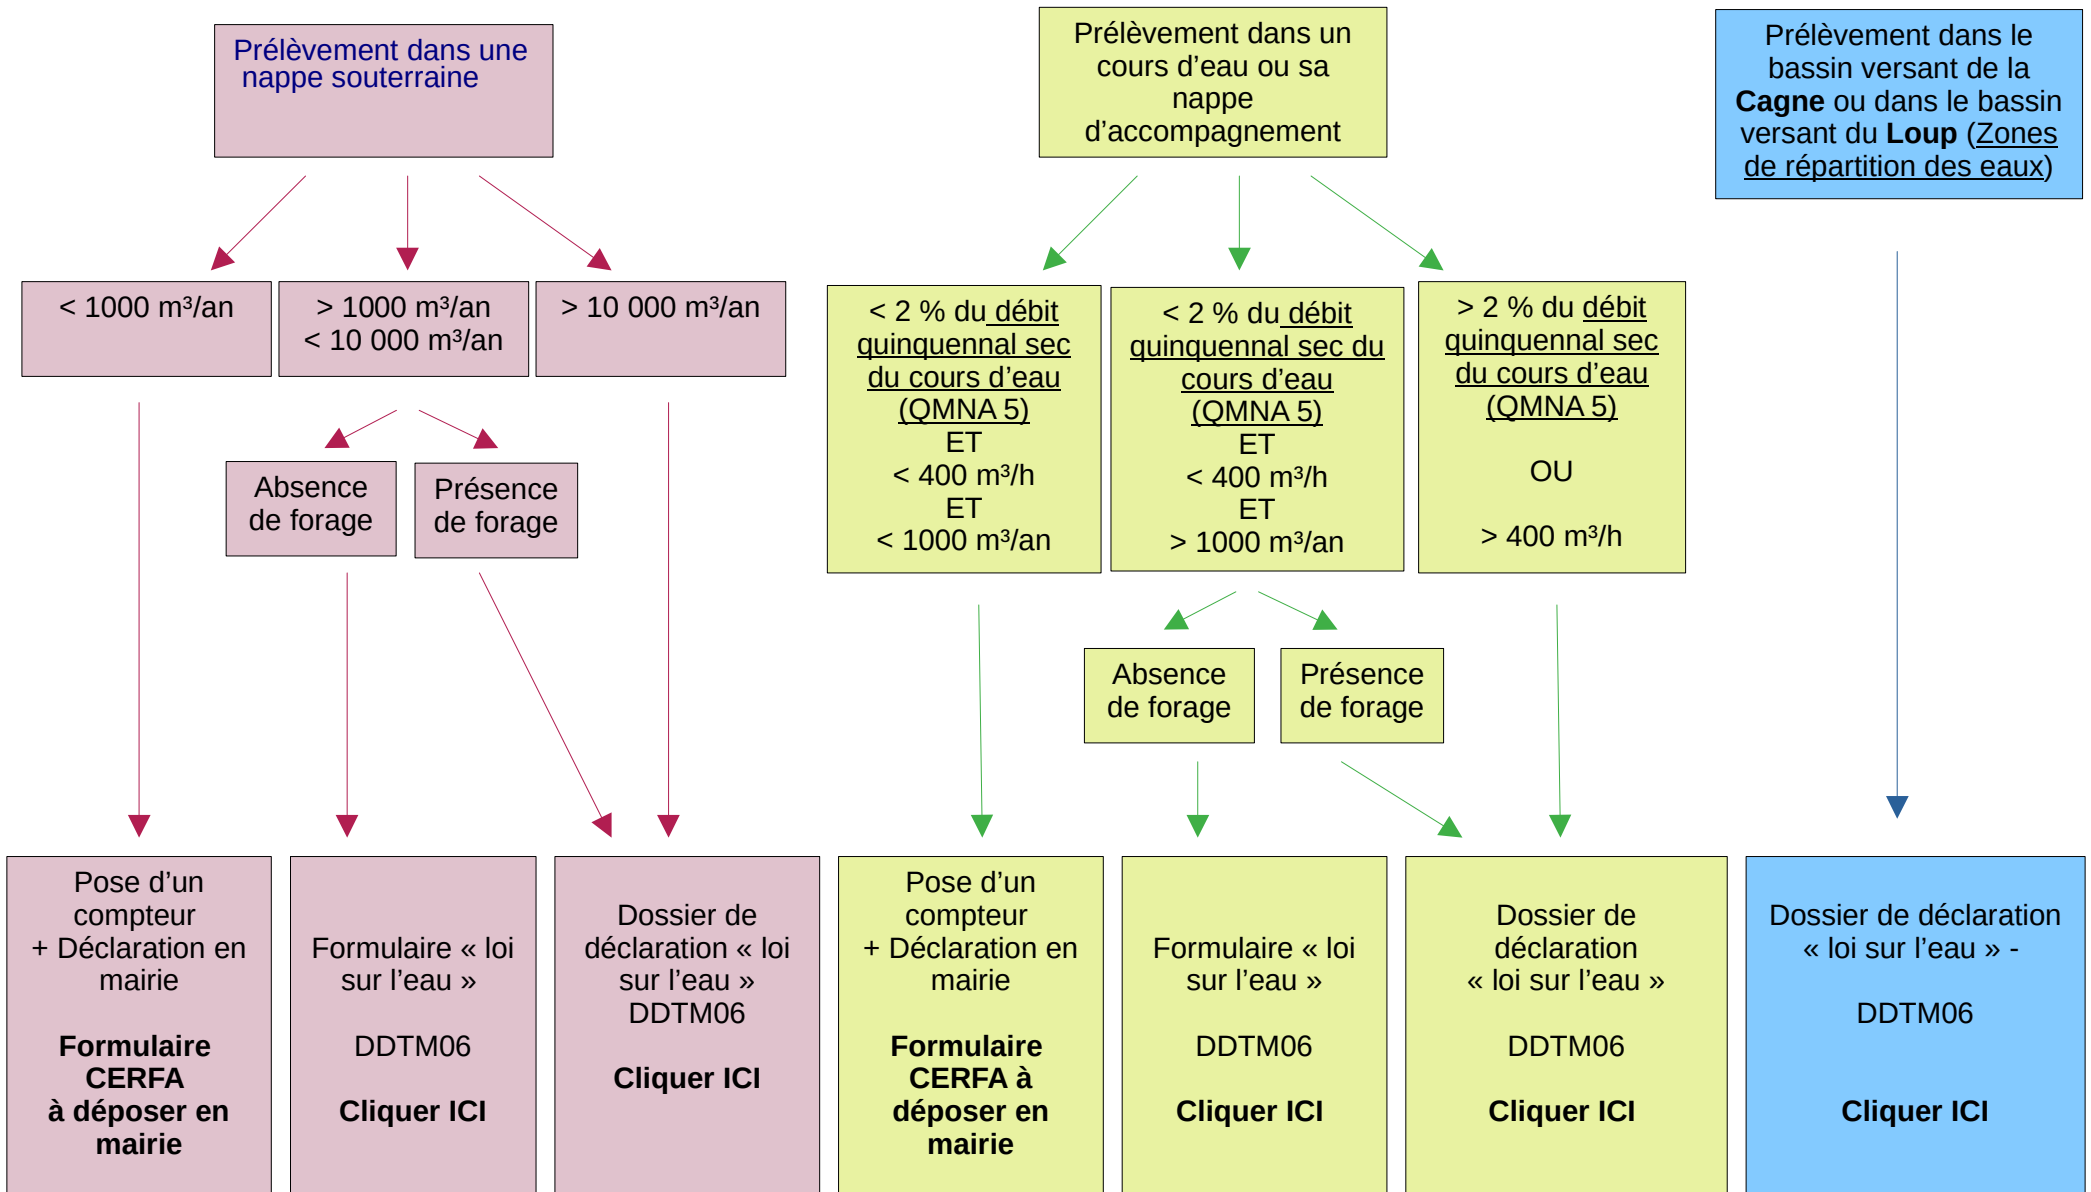 Prélèvement dans une
nappe souterraine
Prélèvement dans un
cours d'eau ou sa
nappe
d'accompagnement
Prélèvement dans le
bassin versant de la
Cagne ou dans le bassin
versant du Loup (Zones
de répartition des eaux)
< 1000 m³/an
> 1000 m³/an
< 10 000 m³/an
> 10 000 m³/an
< 2 % du débit
quinquennal sec
du cours d'eau
(QMNA 5)
ET
< 400 m³/h
ET
< 1000 m³/an
< 2 % du débit
quinquennal sec du
cours d'eau
(QMNA 5)
ET
< 400 m³/h
ET
> 1000 m³/an
> 2 % du débit
quinquennal sec
du cours d'eau
(QMNA 5)
OU
> 400 m³/h
Absence
de forage
Présence
de forage
Absence
de forage
Présence
de forage
Pose d'un
compteur
+ Déclaration en
mairie
Formulaire
CERFA
à déposer en
mairie
Formulaire « loi
sur l'eau »
DDTM06
Cliquer ICI
Dossier de
déclaration « loi
sur l'eau »
DDTM06
Cliquer ICI
Pose d'un
compteur
+ Déclaration en
mairie
Formulaire
CERFA à
déposer en
mairie
Formulaire « loi
sur l'eau »
DDTM06
Cliquer ICI
Dossier de
déclaration
« loi sur l'eau »
DDTM06
Cliquer ICI
Dossier de déclaration
« loi sur l'eau » -
DDTM06
Cliquer ICI